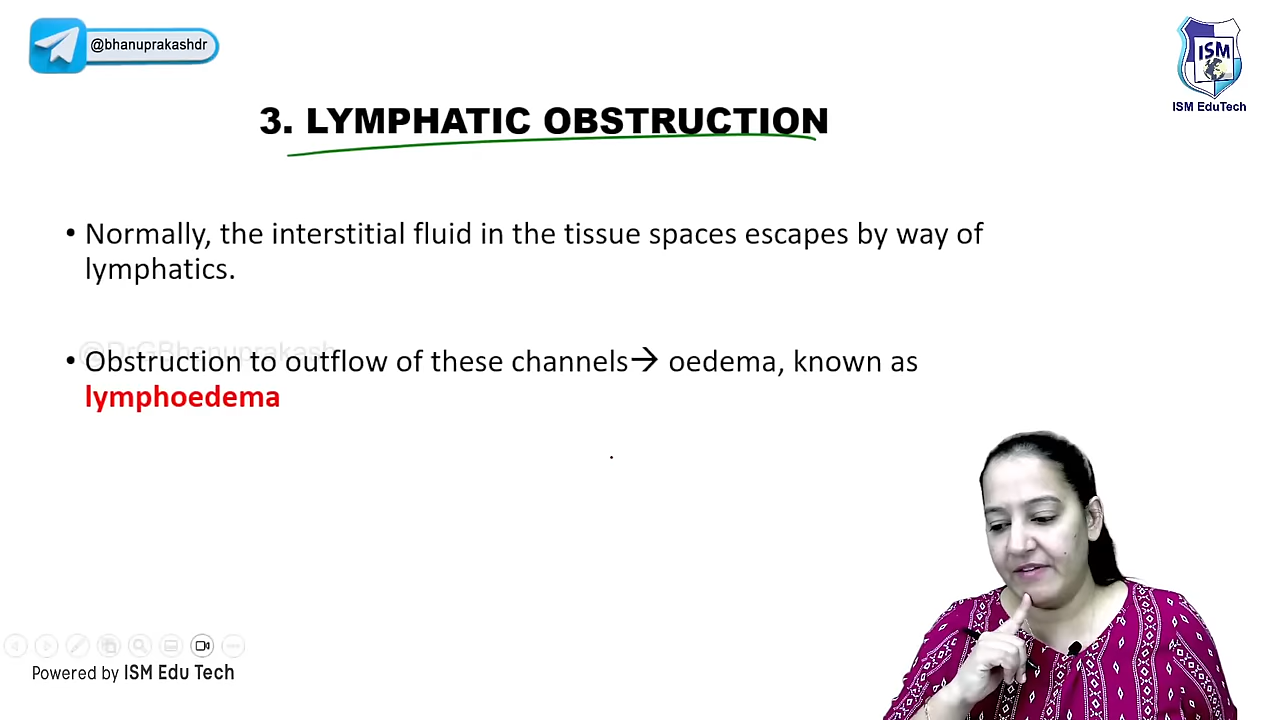 @bhanuprakashdr
ISM
ISM EduTech
3. LYMPHATIC OBSTRUCTION
• Normally, the interstitial fluid in the tissue spaces escapes by way of
lymphatics.
@DrGBhanuprakash
• Obstruction to outflow of these channels→ oedema, known as
lymphoedema
Powered by ISM Edu Tech